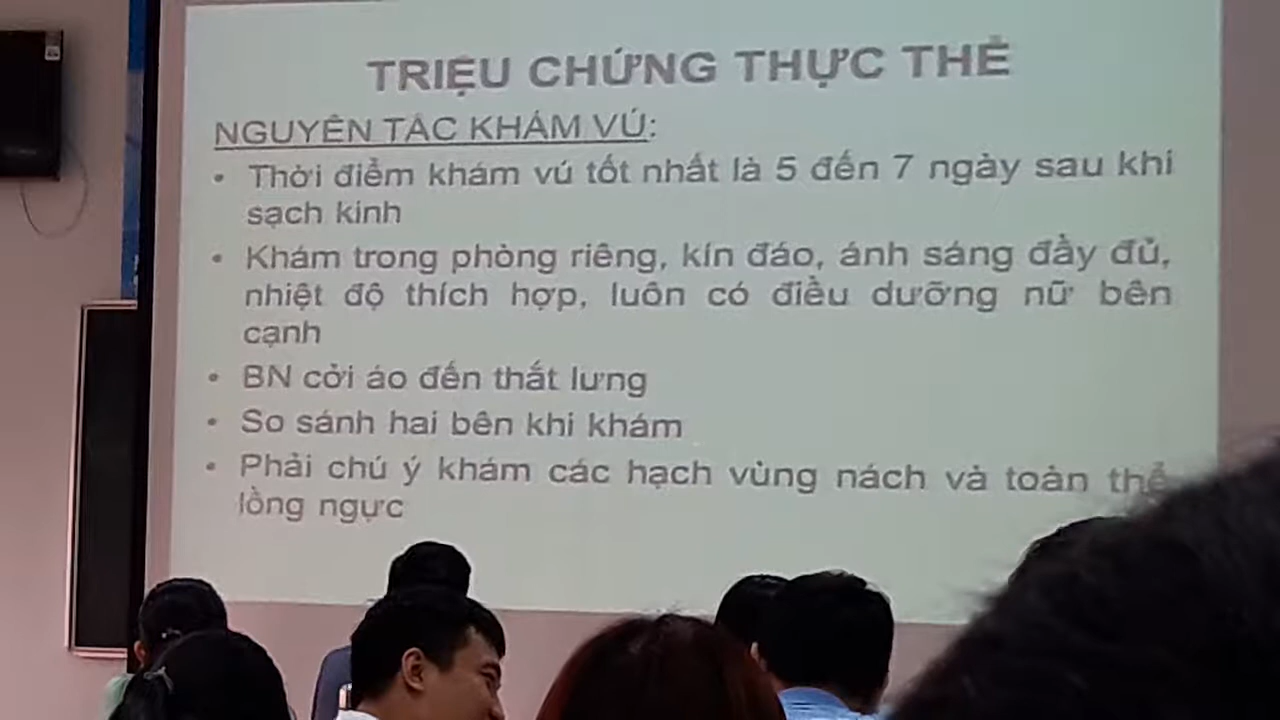 TRIỆU CHỨNG THỰC THỂ
NGUYÊN TẮC KHÁM VÚ:
• Thời điểm khám vú tốt nhất là 5 đến 7 ngày sau khi
sạch kinh
• Khám trong phòng riêng, kín đáo, ánh sáng đầy đủ,
nhiệt độ thích hợp, luôn có điều dưỡng nữ bên
cạnh
• BN cởi áo đến thắt lưng
• So sánh hai bên khi khám
• Phải chú ý khám các hạch vùng nách và toàn thể
lồng ngực